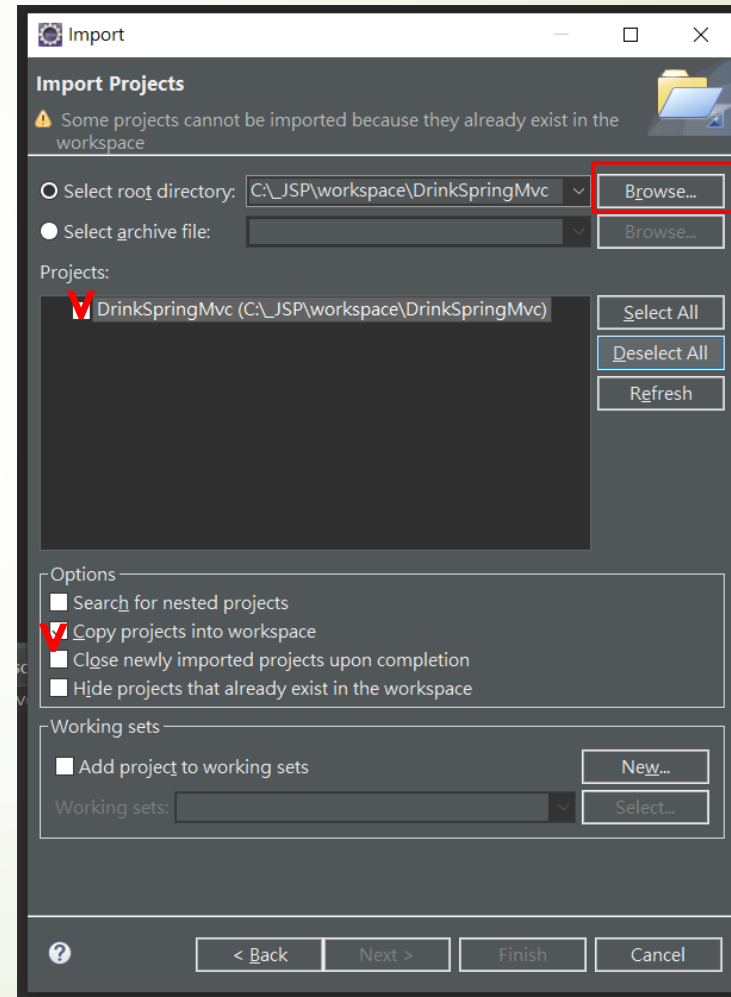 Import
Import Projects
Some projects cannot be imported because they already exist in the
workspace
Select root directory: C:\_JSP\workspace\DrinkSpringMvc Browse...
Select archive file: Browse...
Projects:
V DrinkSpringMvc (C:\_JSP\workspace\DrinkSpringMvc) Select All
Deselect All
Refresh
Options
Search for nested projects
V Copy projects into workspace
Close newly imported projects upon completion
Hide projects that already exist in the workspace
Working sets
Add project to working sets New...
Working sets: Select...
? < Back Next > Finish Cancel